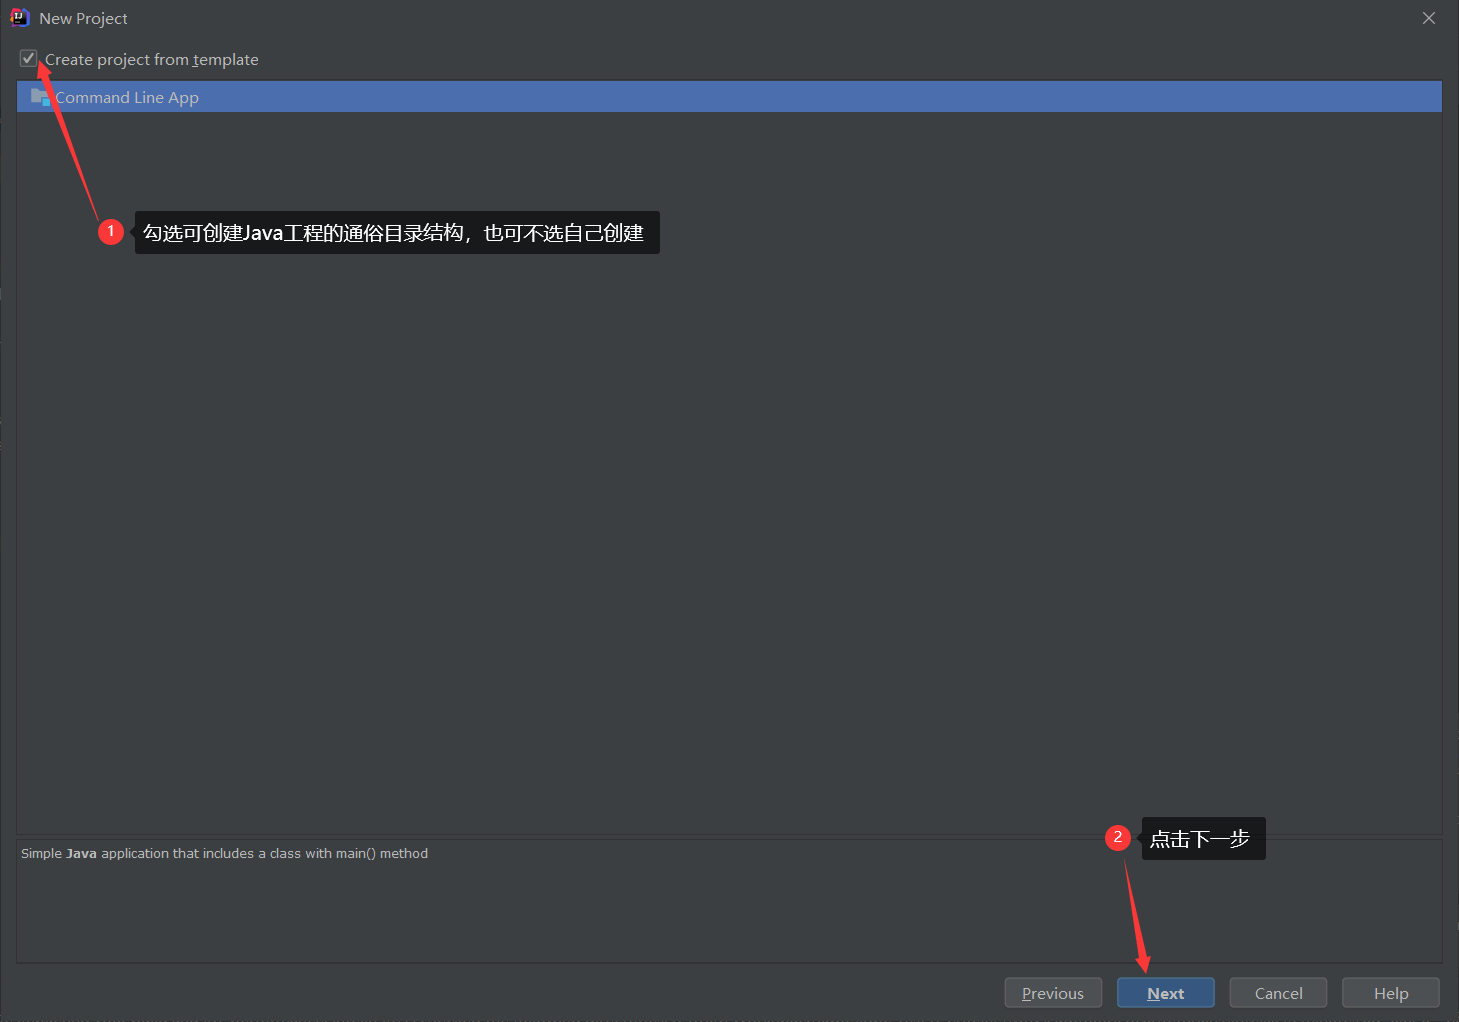 New Project
Create project from template
Command Line App
1 勾选可创建Java工程的通俗目录结构，也可不选自己创建
2 点击下一步
Simple Java application that includes a class with main() method
Previous Next Cancel Help